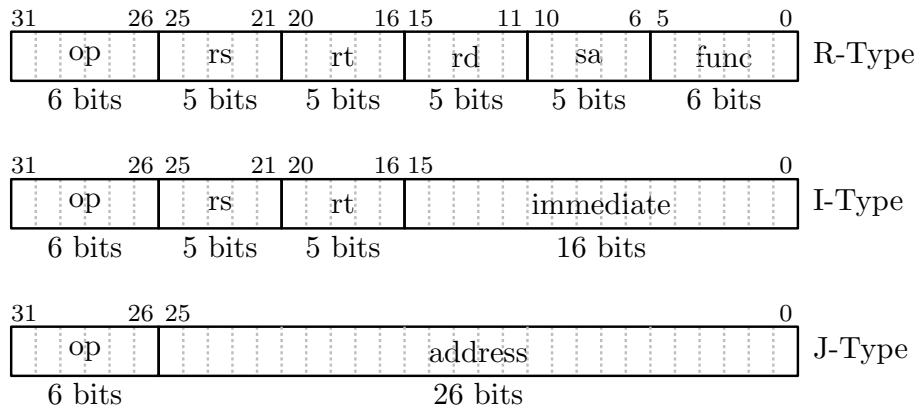 31 26 25 21 20 16 15 11 10 6 5 0
op rs rt rd sa func R-Type
6 bits 5 bits 5 bits 5 bits 5 bits 6 bits
31 26 25 21 20 16 15 0
op rs rt immediate I-Type
6 bits 5 bits 5 bits 16 bits
31 26 25 0
op address J-Type
6 bits 26 bits